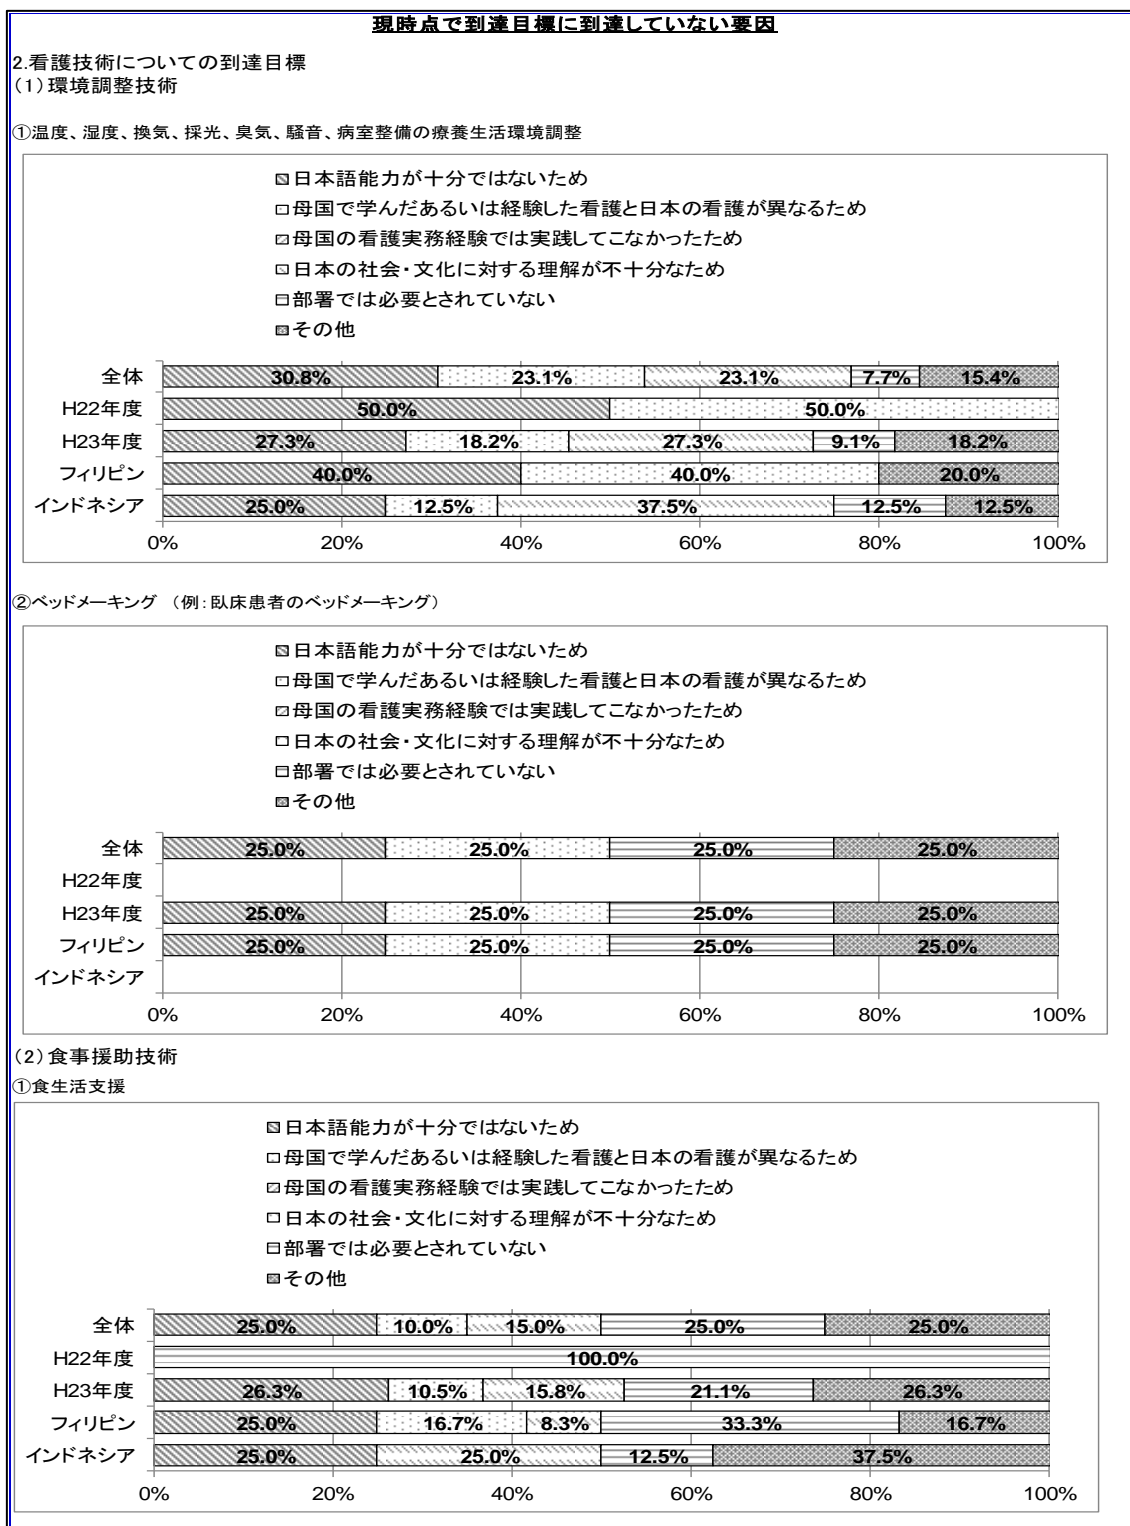 現時点で到達目標に到達していない要因
2.看護技術についての到達目標
(1)環境調整技術
①温度、湿度、換気、採光、臭気、騒音、病室整備の療養生活環境調整
日本語能力が十分ではないため
母国で学んだあるいは経験した看護と日本の看護が異なるため
母国の看護実務経験では実践してこなかったため
日本の社会・文化に対する理解が不十分なため
部署では必要とされていない
その他
全体 30.8% 23.1% 23.1% 7.7% 15.4%
H22年度 50.0% 50.0%
H23年度 27.3% 18.2% 27.3% 9.1% 18.2%
フィリピン 40.0% 40.0% 20.0%
インドネシア 25.0% 12.5% 37.5% 12.5% 12.5%
0% 20% 40% 60% 80% 100%
②ベッドメーキング (例:臥床患者のベッドメーキング)
日本語能力が十分ではないため
母国で学んだあるいは経験した看護と日本の看護が異なるため
母国の看護実務経験では実践してこなかったため
日本の社会・文化に対する理解が不十分なため
部署では必要とされていない
その他
全体 25.0% 25.0% 25.0% 25.0%
H22年度
H23年度 25.0% 25.0% 25.0% 25.0%
フィリピン 25.0% 25.0% 25.0% 25.0%
インドネシア
0% 20% 40% 60% 80% 100%
(2)食事援助技術
①食生活支援
日本語能力が十分ではないため
母国で学んだあるいは経験した看護と日本の看護が異なるため
母国の看護実務経験では実践してこなかったため
日本の社会・文化に対する理解が不十分なため
部署では必要とされていない
その他
全体 25.0% 10.0% 15.0% 25.0% 25.0%
H22年度 100.0%
H23年度 26.3% 10.5% 15.8% 21.1% 26.3%
フィリピン 25.0% 16.7% 8.3% 33.3% 16.7%
インドネシア 25.0% 25.0% 12.5% 37.5%
0% 20% 40% 60% 80% 100%